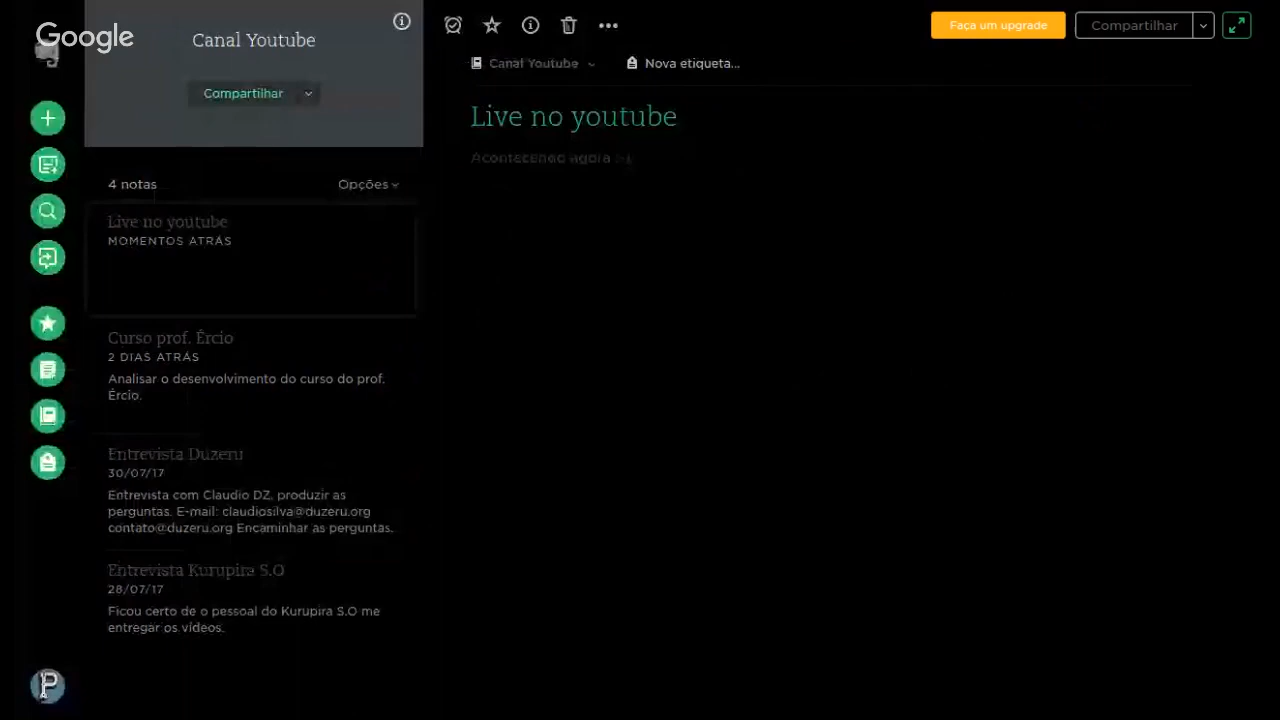 Google
Canal Youtube
Compartilhar
4 notas
Opções
Live no youtube
MOMENTOS ATRÁS
Curso prof. Ércio
2 DIAS ATRÁS
Analisar o desenvolvimento do curso do prof.
Ércio.
Entrevista Duzeru
30/07/17
Entrevista com Claudio DZ, produzir as
perguntas. E-mail: claudiosilva@duzeru.org
contato@duzeru.org Encaminhar as perguntas.
Entrevista Kurupira S.O
28/07/17
Ficou certo de o pessoal do Kurupira S.O me
entregar os vídeos.
Faça um upgrade
Compartilhar
Canal Youtube
Nova etiqueta...
Live no youtube
Acontecendo agora :-)